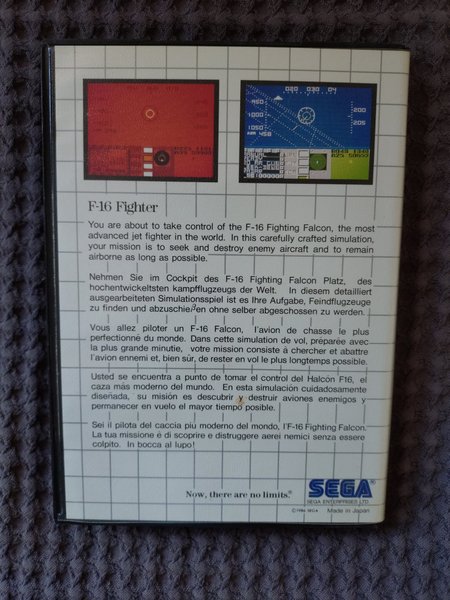 020 030 04
950
1000
1050
200
205
F-16 Fighter
You are about to take control of the F-16 Fighting Falcon, the most
advanced jet fighter in the world. In this carefully crafted simulation,
your mission is to seek and destroy enemy aircraft and to remain
airborne as long as possible.
Nehmen Sie im Cockpit des F-16 Fighting Falcon Platz, des
hochentwickeltsten kampfflugzeugs der Welt. In diesem detailliert
ausgearbeiteten Simulationsspiel ist es Ihre Aufgabe, Feindflugzeuge
zu finden und abzuschießen ohne selber abgeschossen zu werden.
Vous allez piloter un F-16 Falcon, l'avion de chasse le plus
perfectionné du monde. Dans cette simulation de vol, préparée avec
la plus grande minutie, votre mission consiste à chercher et abattre
l'avion ennemi et, bien sûr, de rester en vol le plus longtemps possible.
Usted se encuentra a punto de tomar el control del Halcón F16, el
caza más moderno del mundo. En esta simulación cuidadosamente
diseñada, su misión es descubrir y destruir aviones enemigos y
permanecer en vuelo el mayor tiempo posible.
Sei il pilota del caccia più moderno del mondo, l'F-16 Fighting Falcon.
La tua missione è di scoprire e distruggere aerei nemici senza essere
colpito. In bocca al lupo!
Now, there are no limits.®
SEGA®
SEGA ENTERPRISES LTD.
©1986 SEGA Made in Japan